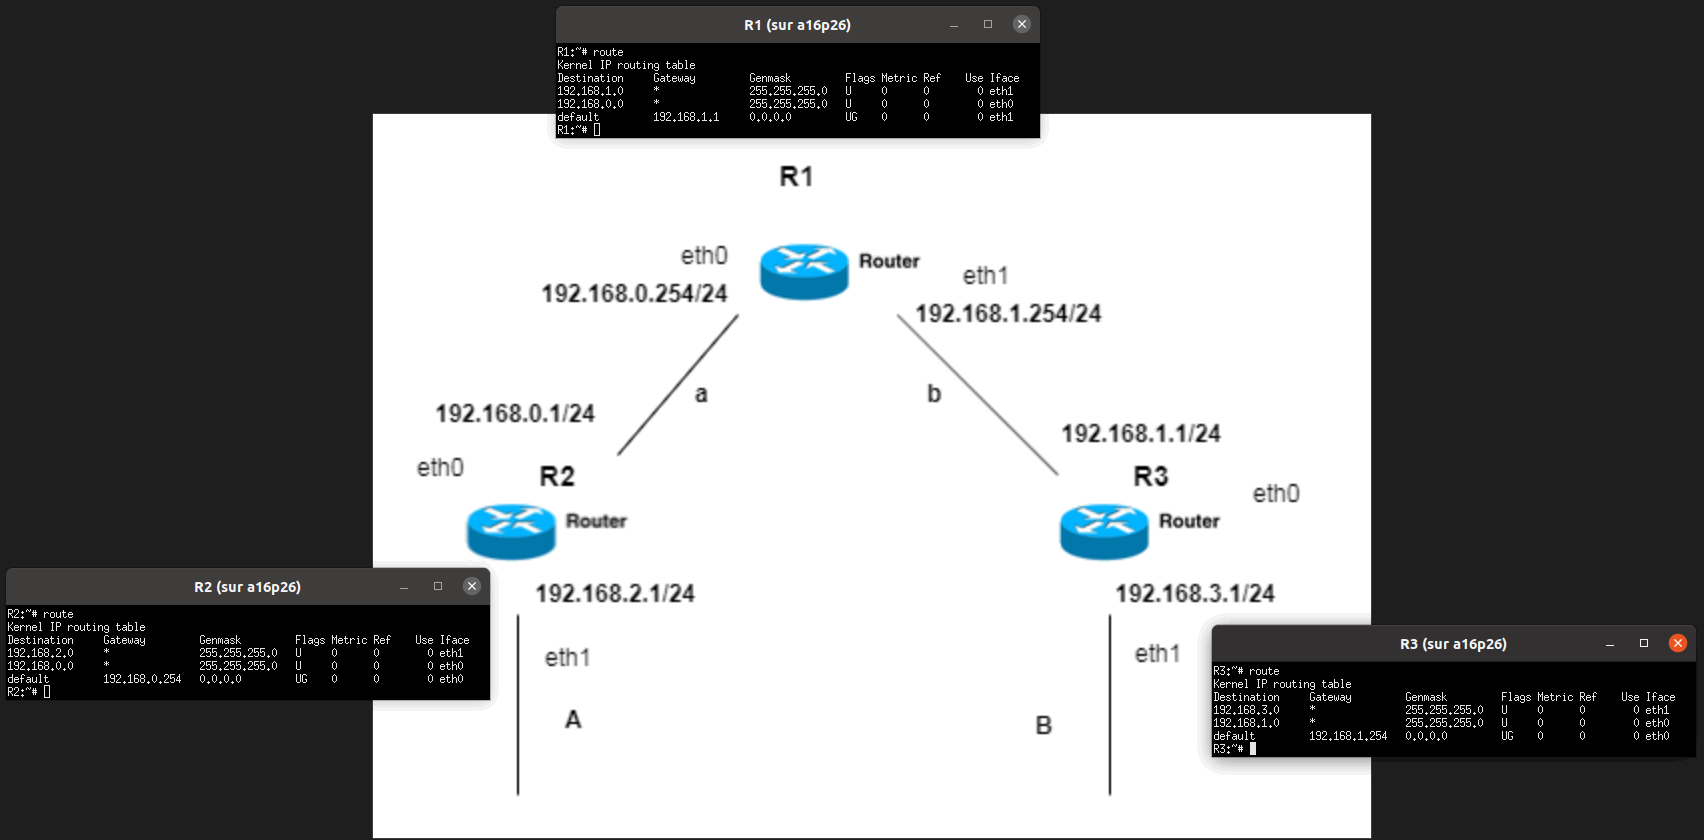 R1 (sur a16p26)
R1:~# route
Kernel IP routing table
Destination Gateway Genmask Flags Metric Ref Use Iface
192.168.1.0 * 255.255.255.0 U 0 0 0 eth1
192.168.0.0 * 255.255.255.0 U 0 0 0 eth0
default 192.168.1.1 0.0.0.0 UG 0 0 0 eth1
R1:~#
R1
eth0
Router
eth1
192.168.0.254/24
192.168.1.254/24
a
b
192.168.0.1/24
192.168.1.1/24
eth0
R2
R3
eth0
Router
Router
192.168.2.1/24
192.168.3.1/24
eth1
eth1
A
B
R2 (sur a16p26)
R2:~# route
Kernel IP routing table
Destination Gateway Genmask Flags Metric Ref Use Iface
192.168.2.0 * 255.255.255.0 U 0 0 0 eth1
192.168.0.0 * 255.255.255.0 U 0 0 0 eth0
default 192.168.0.254 0.0.0.0 UG 0 0 0 eth0
R2:~#
R3 (sur a16p26)
R3:~# route
Kernel IP routing table
Destination Gateway Genmask Flags Metric Ref Use Iface
192.168.3.0 * 255.255.255.0 U 0 0 0 eth1
192.168.1.0 * 255.255.255.0 U 0 0 0 eth0
default 192.168.1.254 0.0.0.0 UG 0 0 0 eth0
R3:~#